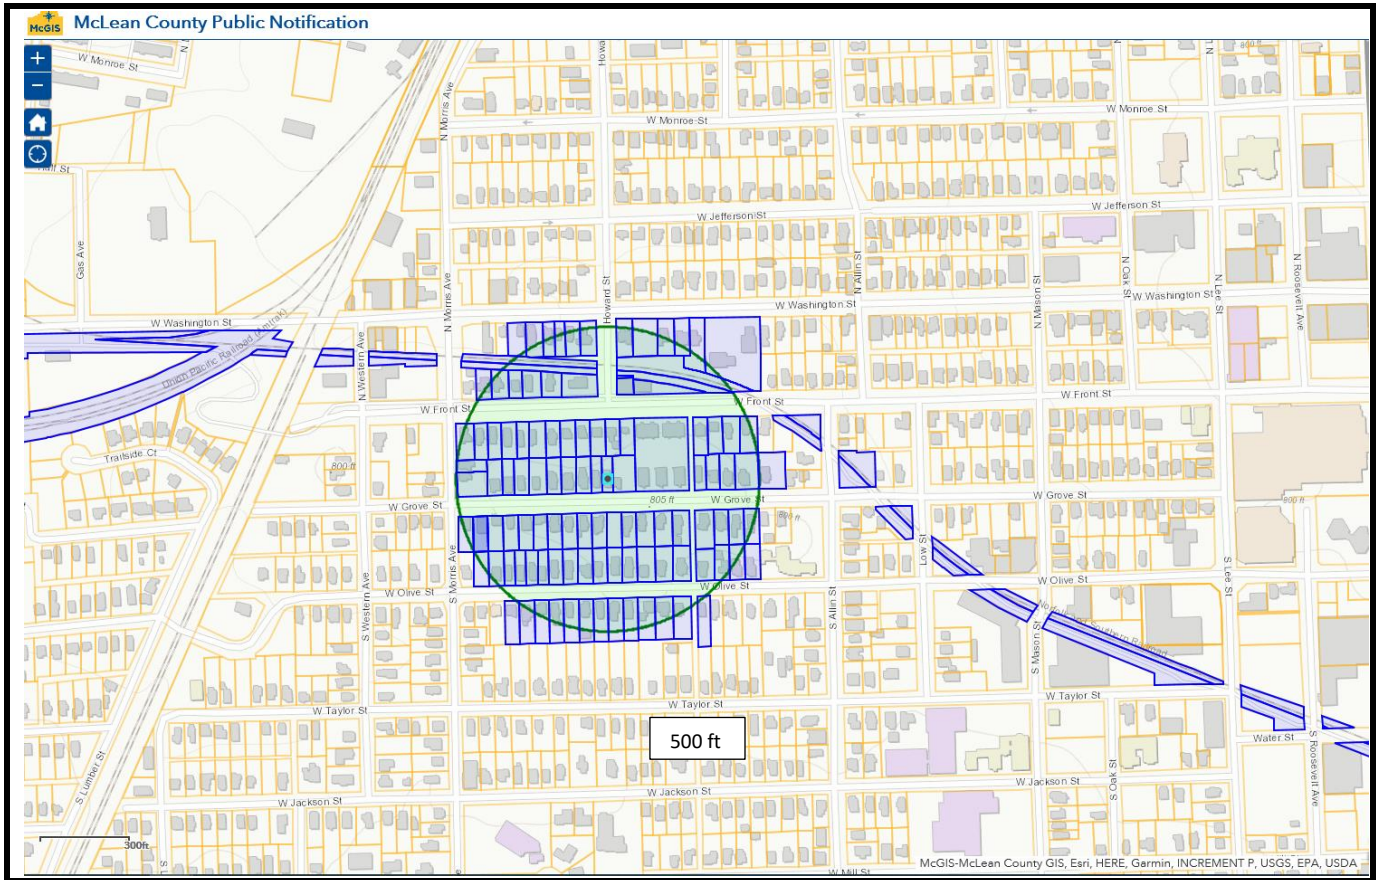 McGIS
McLean County Public Notification
+
−
W Monroe St
N Morris Ave
W Monroe St
←
←
W Monroe St
←
800 ft
W Jefferson St
→
W Jefferson St
Gas Ave
N Morris Ave
Howard St
N Allin St
N Mason St
N Oak St
N Lee St
N Roosevelt Ave
W Washington St
W Washington St
W Washington St
Union Pacific Railroad (Amtrak)
N Western Ave
W Front St
W Front St
W Front St
Trailside Ct
800 ft
W Grove St
805 ft
W Grove St
800 ft
W Grove St
800 ft
S Morris Ave
Low St
W Olive St
W Olive St
W Olive St
S Western Ave
S Allin St
S Mason St
S Lee St
W Taylor St
W Taylor St
W Taylor St
500 ft
Water St
S Roosevelt Ave
S Lumber St
W Jackson St
W Jackson St
W Jackson St
S Oak St
300ft
W Mill St
McGIS-McLean County GIS, Esri, HERE, Garmin, INCREMENT P, USGS, EPA, USDA